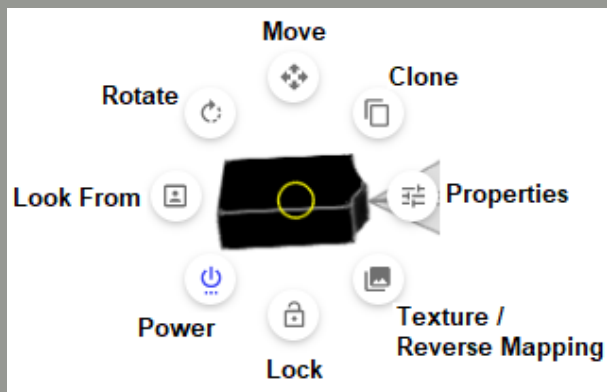 Move
Clone
Rotate
Look From
Properties
Power
Texture /
Reverse Mapping
Lock